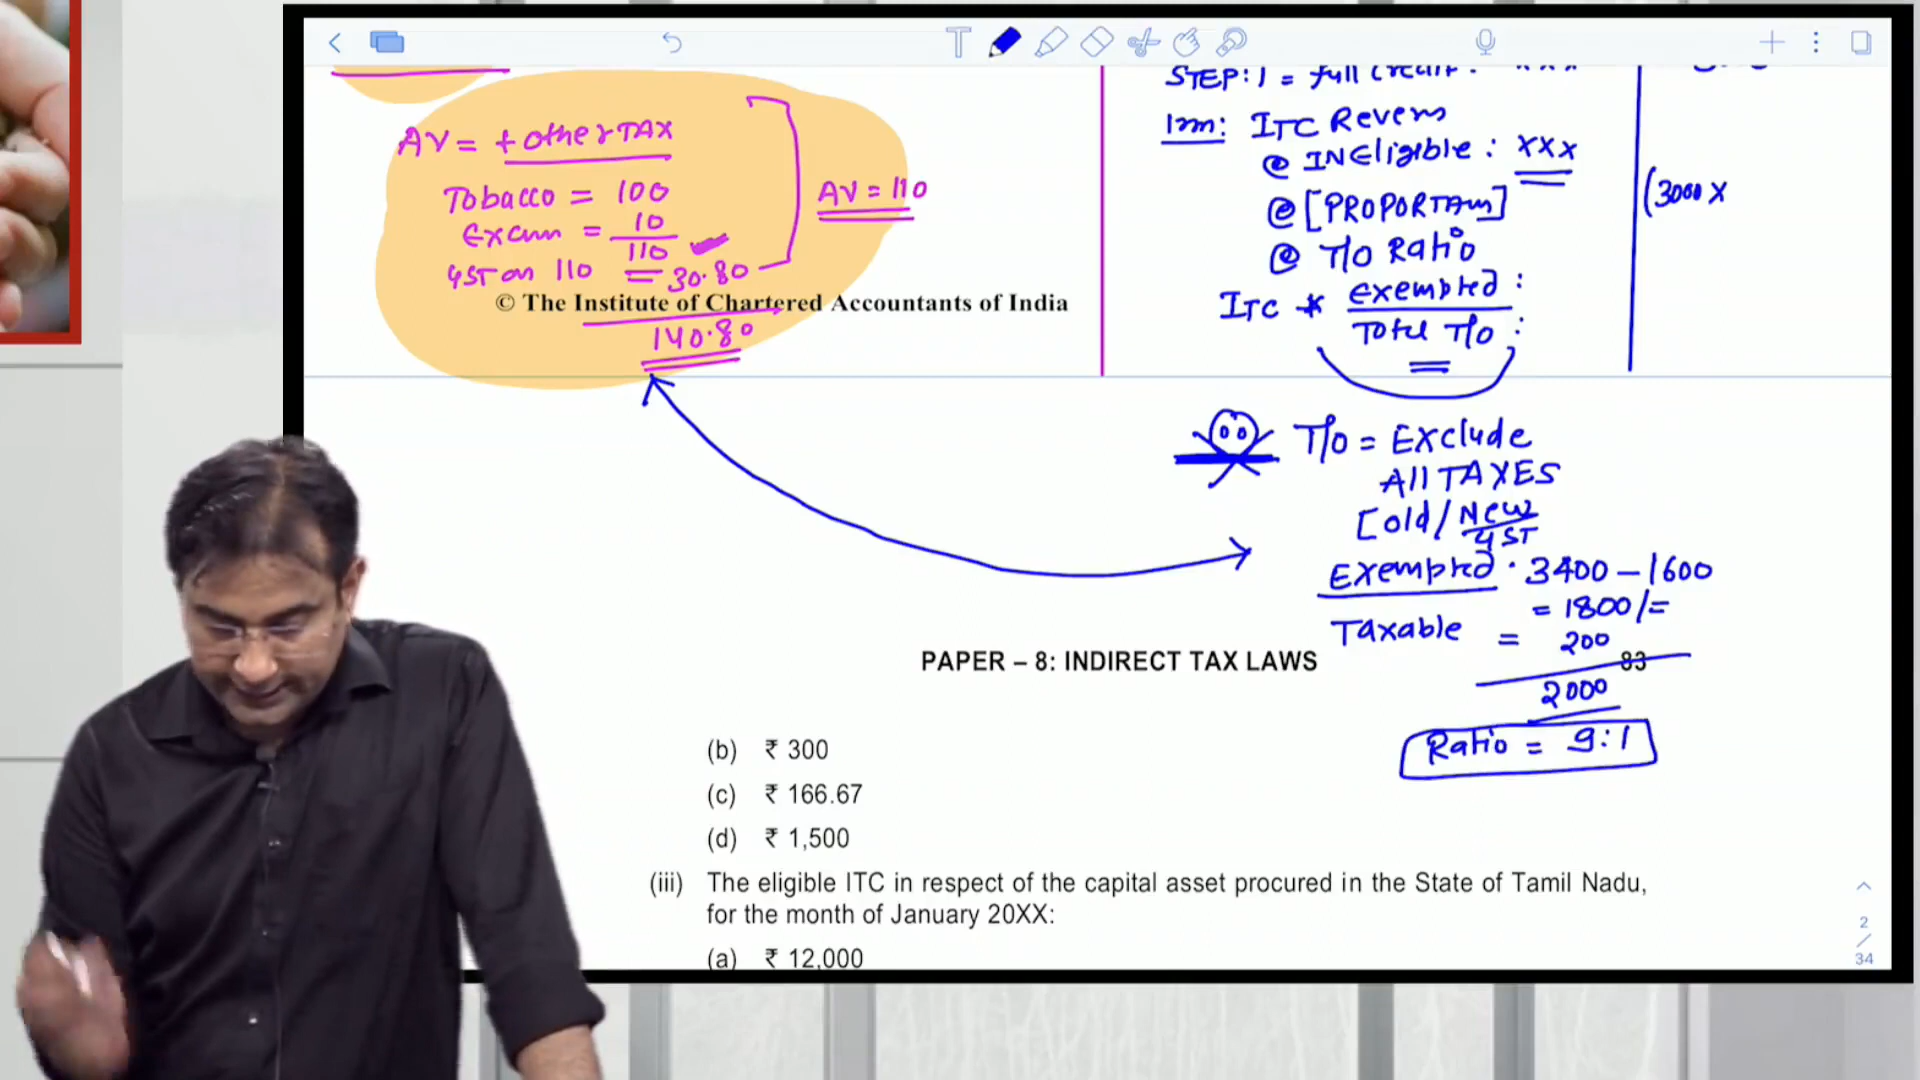 AV = + other TAX
Tobacco = 100
Excum = 10
110
GST on 110 = 30.80
AV = 110
© The Institute of Chartered Accountants of India
140.80
STEP:1 = full credit : xxx
ITC Revers
@ INEligible : XXX
@ T/O Ratio
ITC * Exempted :
Total T/O :
(3000 X
T/O = Exclude
All TAXES
[old / New
GST
Exempted . 3400 – 1600
= 1800/=
Taxable = 200
2000
Ratio = 9:1
PAPER – 8: INDIRECT TAX LAWS 83
(b) ₹ 300
(c) ₹ 166.67
(d) ₹ 1,500
(iii) The eligible ITC in respect of the capital asset procured in the State of Tamil Nadu,
for the month of January 20XX:
(a) ₹ 12,000
2
/
34